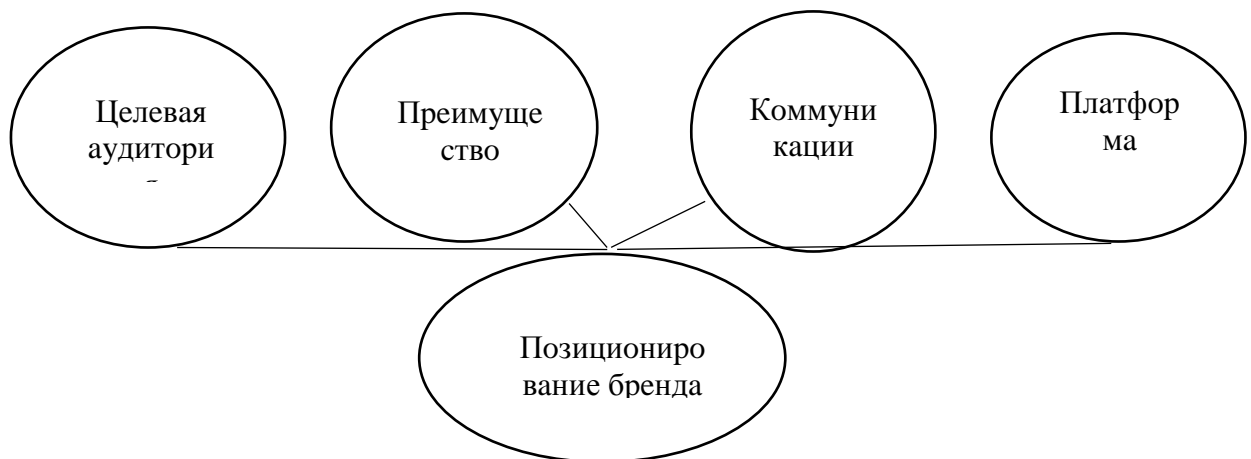 Целевая
аудитори
Преимуще
ство
Коммуни
кации
Платфор
ма
Позициониро
вание бренда